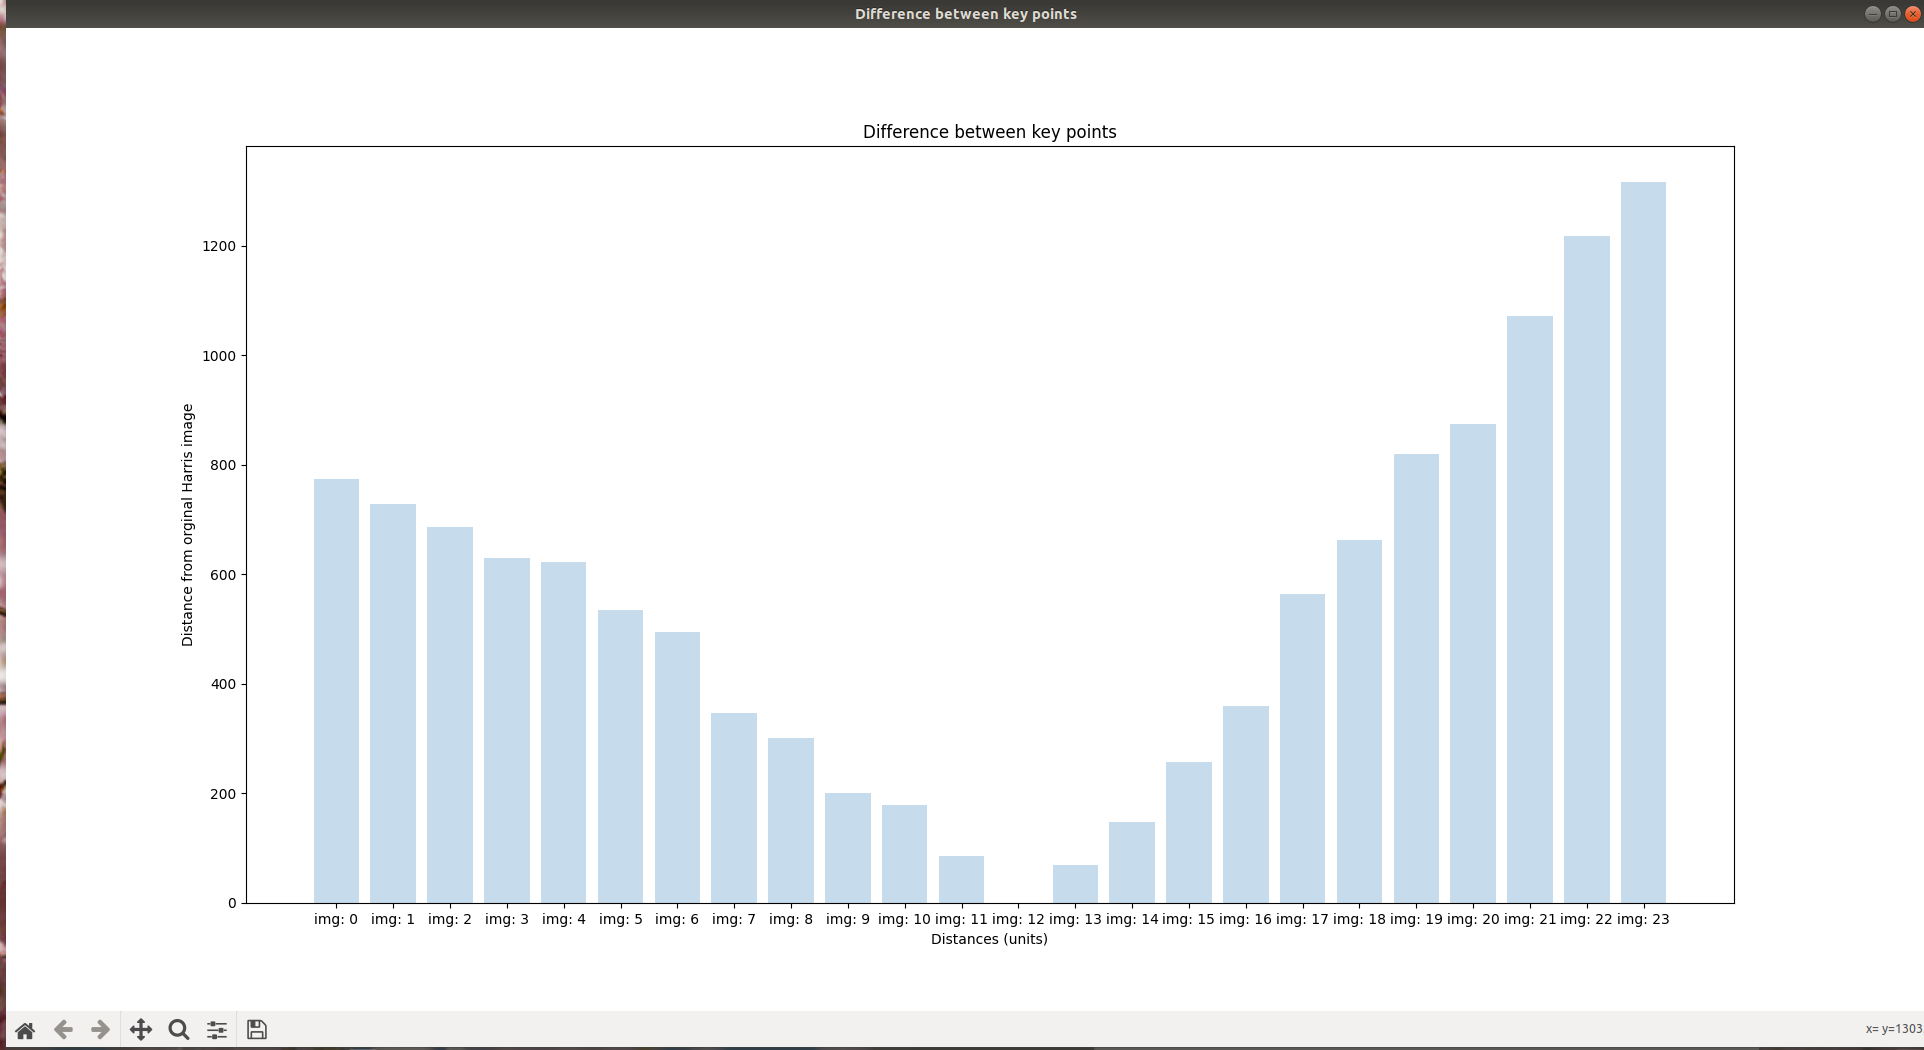 Difference between key points
Difference between key points
1200
1000
800
600
400
200
0
Distance from orginal Harris image
img: 0 img: 1 img: 2 img: 3 img: 4 img: 5 img: 6 img: 7 img: 8 img: 9 img: 10 img: 11 img: 12 img: 13 img: 14 img: 15 img: 16 img: 17 img: 18 img: 19 img: 20 img: 21 img: 22 img: 23
Distances (units)
x= y=1303